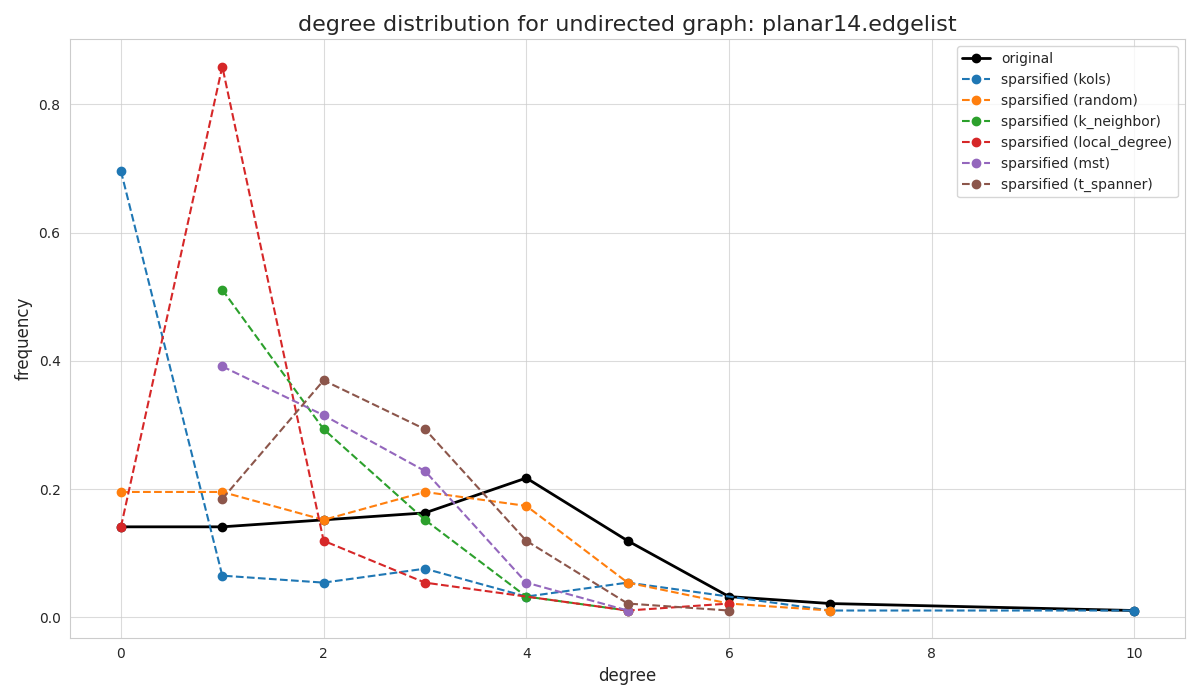 degree distribution for undirected graph: planar14.edgelist
original
sparsified (kols)
sparsified (random)
sparsified (k_neighbor)
sparsified (local_degree)
sparsified (mst)
sparsified (t_spanner)
frequency
0.8
0.6
0.4
0.2
0.0
0 2 4 6 8 10
degree